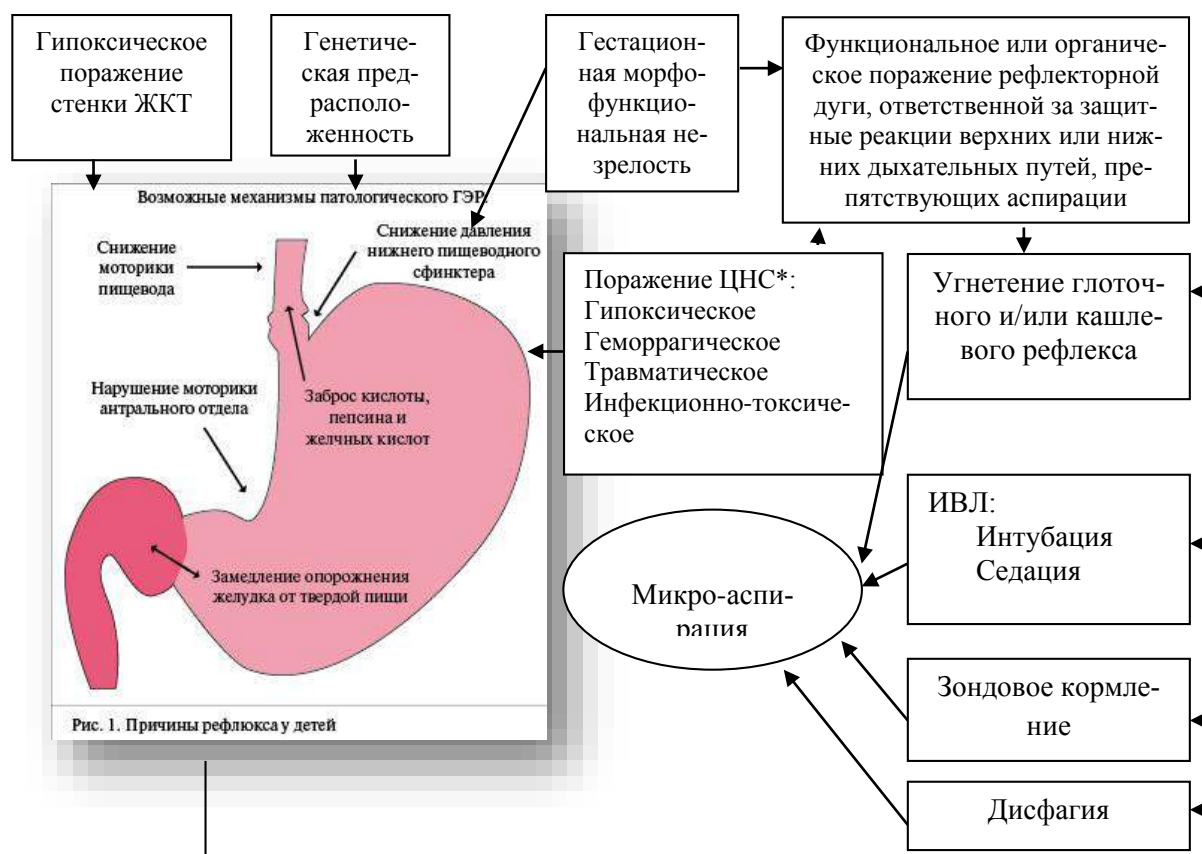 Гипоксическое
поражение
стенки ЖКТ
Генетиче-
ская пред-
располо-
женность
Гестацион-
ная морфо-
функцио-
нальная не-
зрелость
Функциональное или органиче-
ское поражение рефлекторной
дуги, ответственной за защит-
ные реакции верхних или ниж-
них дыхательных путей, пре-
пятствующих аспирации
Возможные механизмы патологического ГЭР.
Снижение
моторики
пищевода
Снижение давления
нижнего пищеводного
сфинктера
Нарушение моторики
антрального отдела
Заброс кислоты,
пепсина и
желчных кислот
Замедление опорожнения
желудка от твердой пищи
Рис. 1. Причины рефлюкса у детей
Поражение ЦНС*:
Гипоксическое
Геморрагическое
Травматическое
Инфекционно-токсиче-
ское
Угнетение глоточ-
ного и/или кашле-
вого рефлекса
ИВЛ:
Интубация
Седация
Микро-аспи-
рация
Зондовое кормле-
ние
Дисфагия